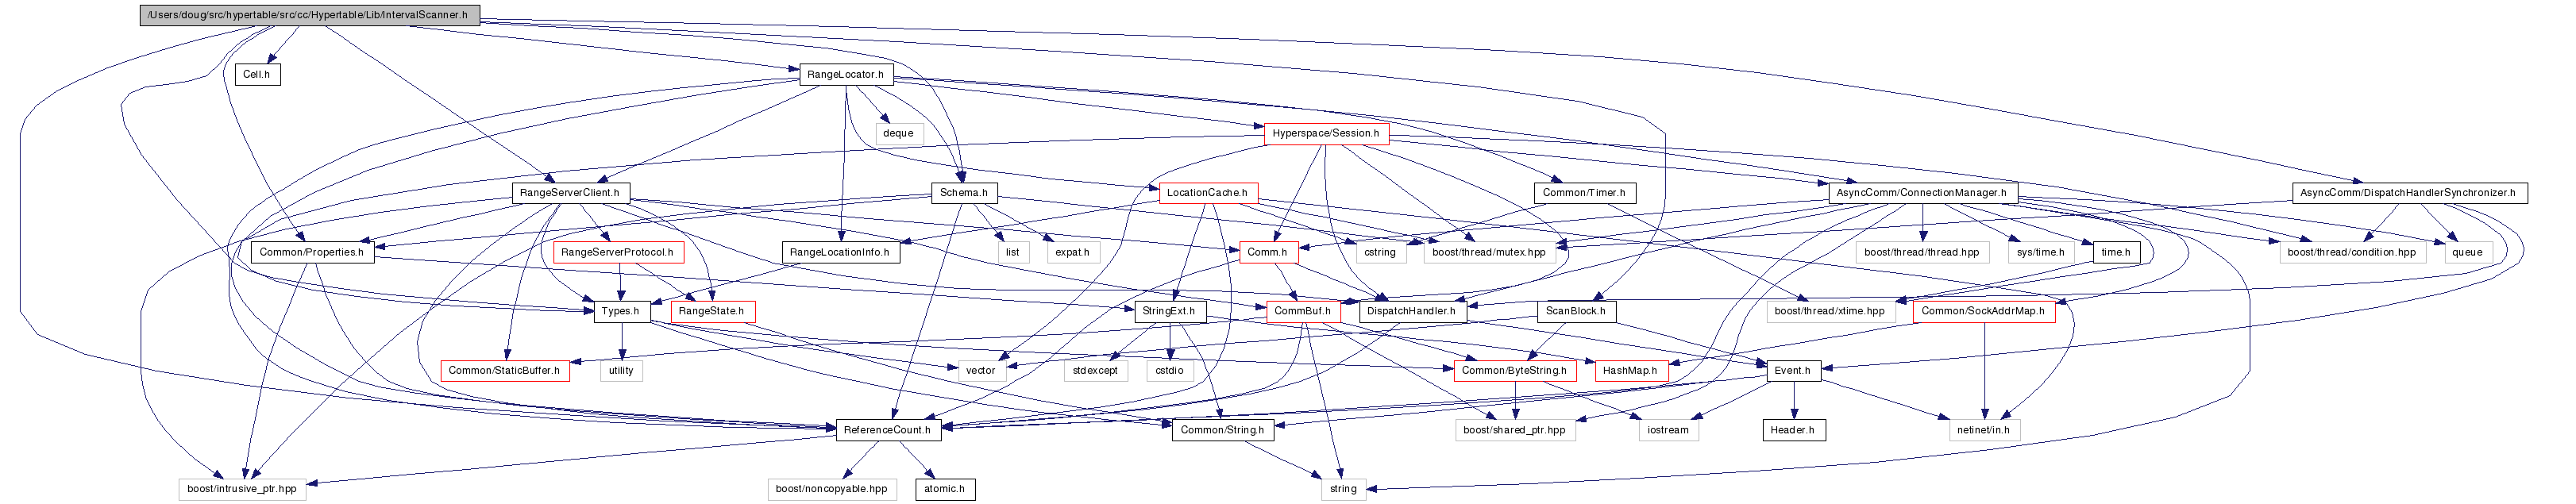 /Users/doug/src/hypertable/src/cc/Hypertable/Lib/IntervalScanner.h
Cell.h
RangeLocator.h
deque
Hyperspace/Session.h
RangeServerClient.h
Schema.h
LocationCache.h
Common/Timer.h
AsyncComm/ConnectionManager.h
AsyncComm/DispatchHandlerSynchronizer.h
Common/Properties.h
RangeServerProtocol.h
RangeLocationInfo.h
list
expat.h
Comm.h
cstring
boost/thread/mutex.hpp
boost/thread/thread.hpp
sys/time.h
time.h
boost/thread/condition.hpp
queue
Types.h
RangeState.h
StringExt.h
CommBuf.h
DispatchHandler.h
ScanBlock.h
boost/thread/xtime.hpp
Common/SockAddrMap.h
Common/StaticBuffer.h
utility
vector
stdexcept
cstdio
Common/ByteString.h
HashMap.h
Event.h
ReferenceCount.h
Common/String.h
boost/shared_ptr.hpp
iostream
Header.h
netinet/in.h
boost/intrusive_ptr.hpp
boost/noncopyable.hpp
atomic.h
string